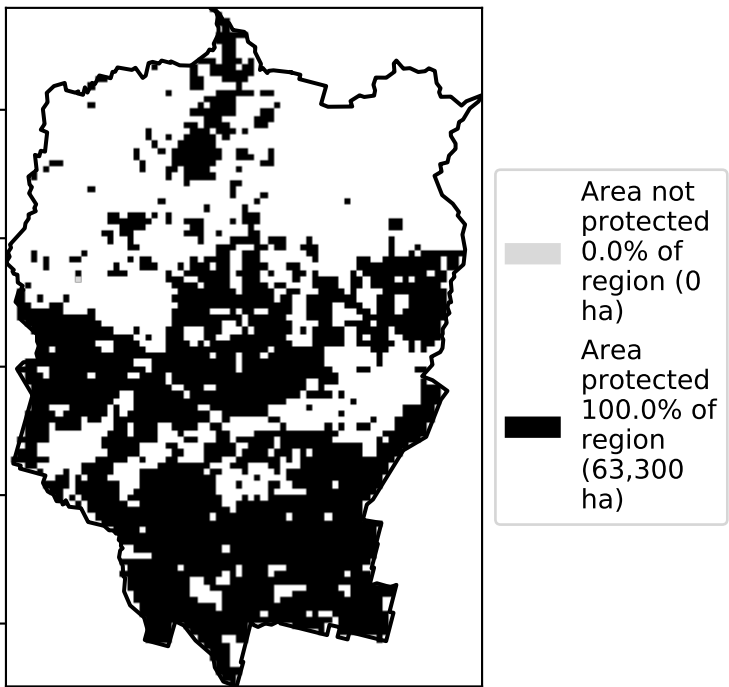 Area not
protected
0.0% of
region (0
ha)
Area
protected
100.0% of
region
(63,300
ha)